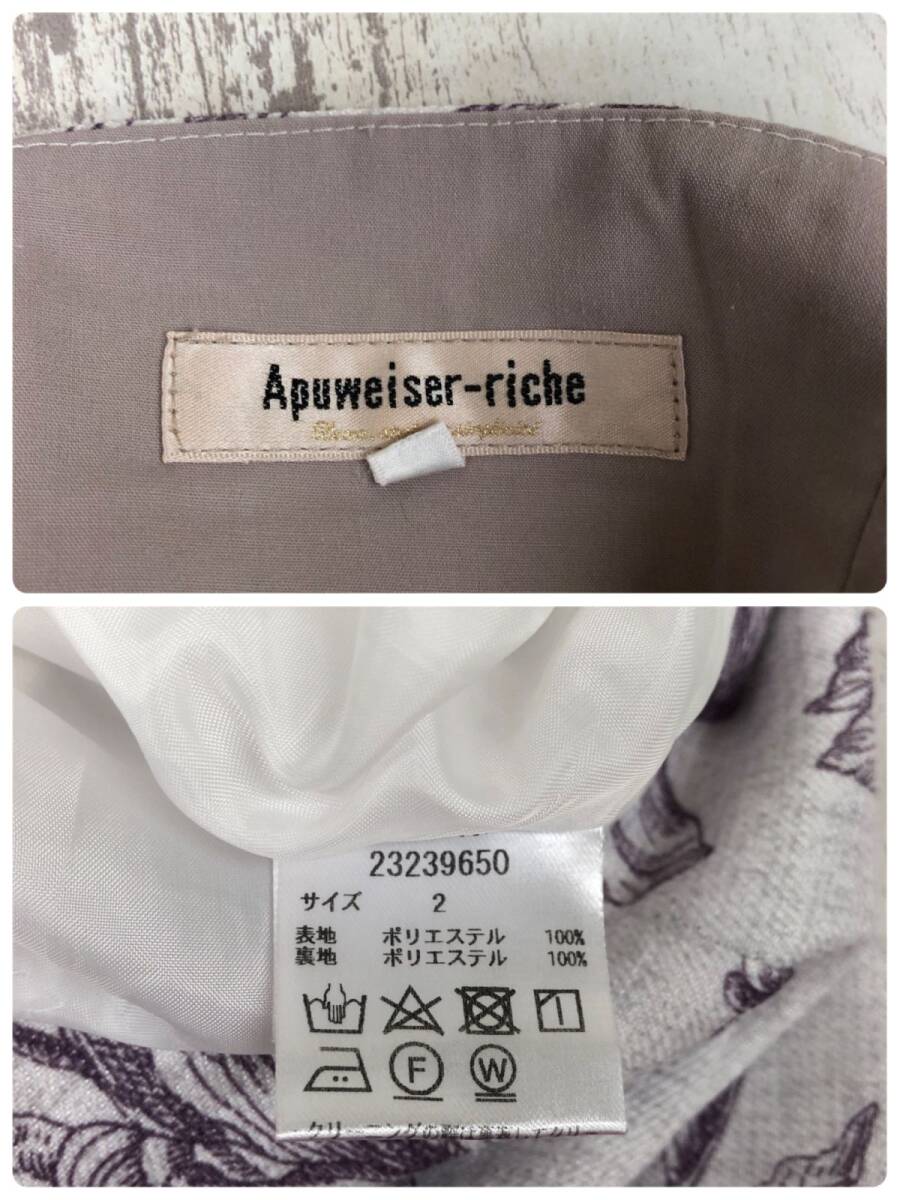 Apuweiser-riche
23239650
サイズ 2
表地 ポリエステル 100%
裏地 ポリエステル 100%
F
W